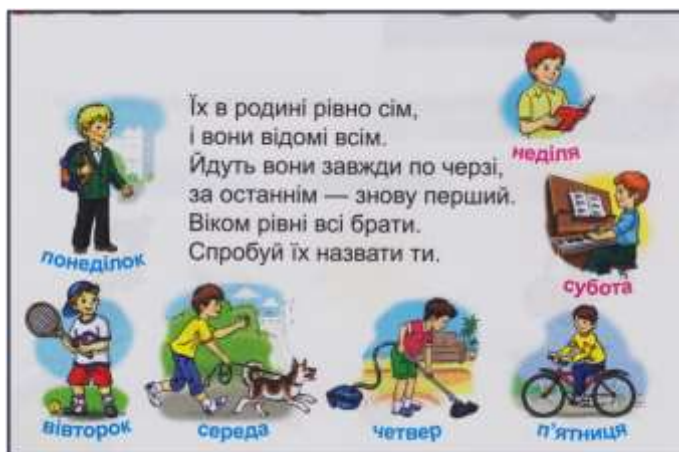 Їх в родині рівно сім,
і вони відомі всім.
Йдуть вони завжди по черзі,
за останнім — знову перший.
Віком рівні всі брати.
Спробуй їх назвати ти.
понеділок
вівторок
середа
четвер
п'ятниця
субота
неділя